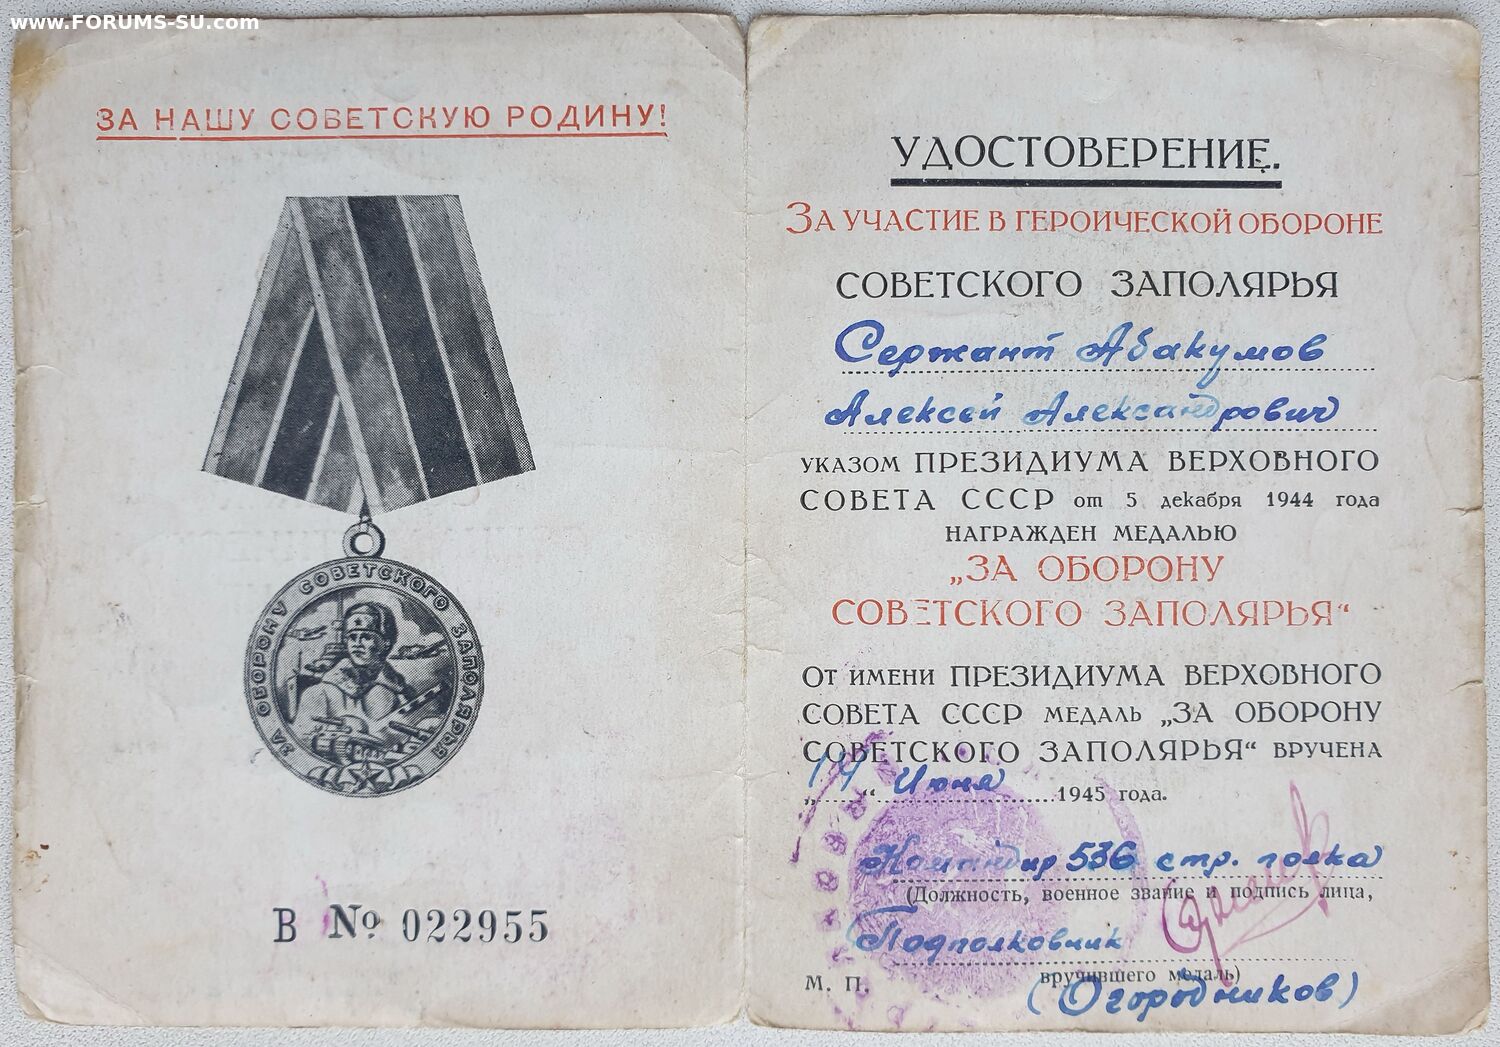 www.FORUMS-SU.com
ЗА НАШУ СОВЕТСКУЮ РОДИНУ!
ЗА ОБОРОНУ СОВЕТСКОГО ЗАПОЛЯРЬЯ
В № 022955
УДОСТОВЕРЕНИЕ.
ЗА УЧАСТИЕ В ГЕРОИЧЕСКОЙ ОБОРОНЕ
СОВЕТСКОГО ЗАПОЛЯРЬЯ
Сержант Абакумов
Алексей Александрович
УКАЗОМ ПРЕЗИДИУМА ВЕРХОВНОГО
СОВЕТА СССР от 5 декабря 1944 года
НАГРАЖДЕН МЕДАЛЬЮ
„ЗА ОБОРОНУ
СОВЕТСКОГО ЗАПОЛЯРЬЯ“
ОТ ИМЕНИ ПРЕЗИДИУМА ВЕРХОВНОГО
СОВЕТА СССР МЕДАЛЬ „ЗА ОБОРОНУ
СОВЕТСКОГО ЗАПОЛЯРЬЯ“ ВРУЧЕНА
„14“ Июня 1945 года.
Командир 536 стр. полка
(Должность, военное звание и подпись лица,
Подполковник
вручившего медаль)
М. П.
(Огородников)